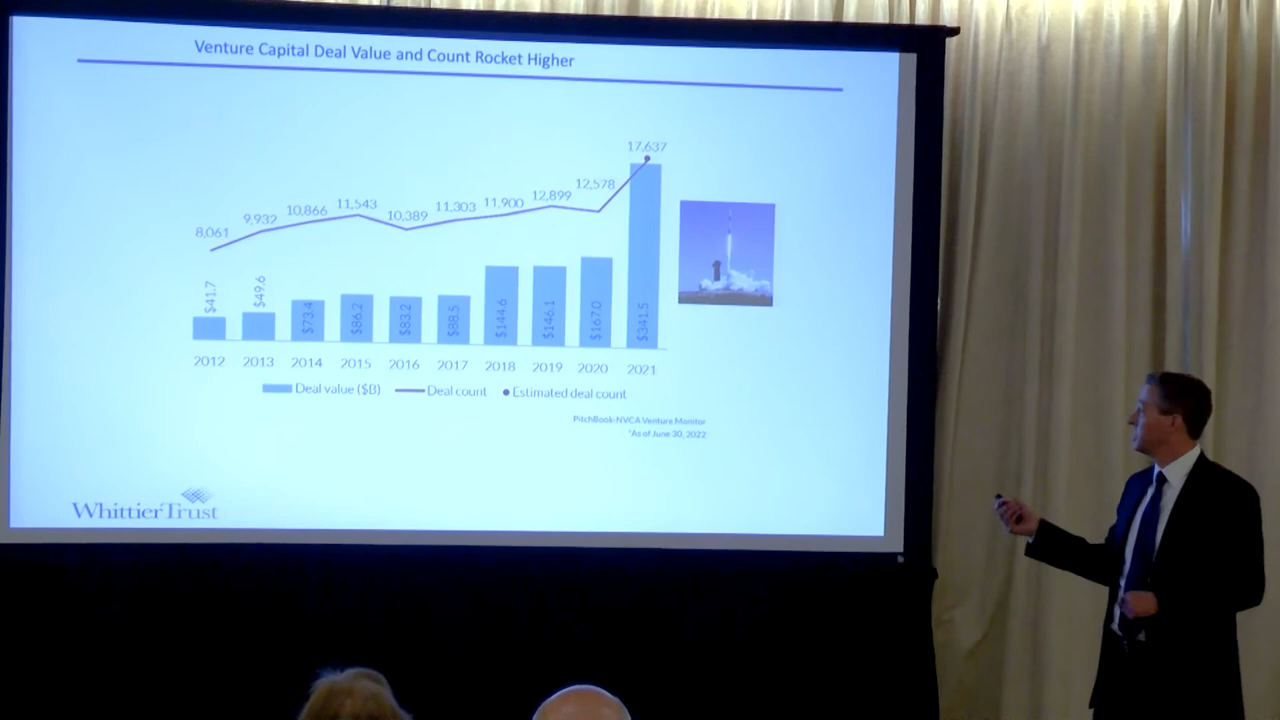 Venture Capital Deal Value and Count Rocket Higher
8,061 9,932 10,866 11,543 10,389 11,303 11,900 12,899 12,578 17,637
$41.7 $49.6 $73.4 $86.2 $83.2 $88.5 $144.6 $146.1 $167.0 $341.5
2012 2013 2014 2015 2016 2017 2018 2019 2020 2021
Deal value ($B) Deal count Estimated deal count
PitchBook-NVCA Venture Monitor
*As of June 30, 2022
WhittierTrust